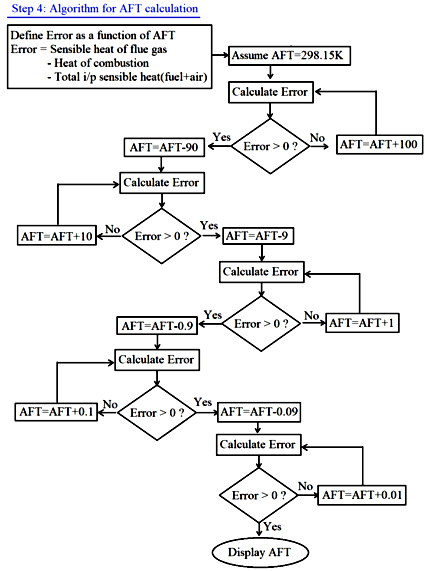 Step 4: Algorithm for AFT calculation
Define Error as a function of AFT
Error = Sensible heat of flue gas
- Heat of combustion
- Total i/p sensible heat(fuel+air)
Assume AFT=298.15K
Calculate Error
Error > 0 ?
Yes
No
AFT=AFT+100
AFT=AFT-90
Calculate Error
Error > 0 ?
No
AFT=AFT+10
Yes
AFT=AFT-9
Calculate Error
Error > 0 ?
Yes
No
AFT=AFT+1
AFT=AFT-0.9
Calculate Error
Error > 0 ?
No
AFT=AFT+0.1
Yes
AFT=AFT-0.09
Calculate Error
Error > 0 ?
No
AFT=AFT+0.01
Yes
Display AFT